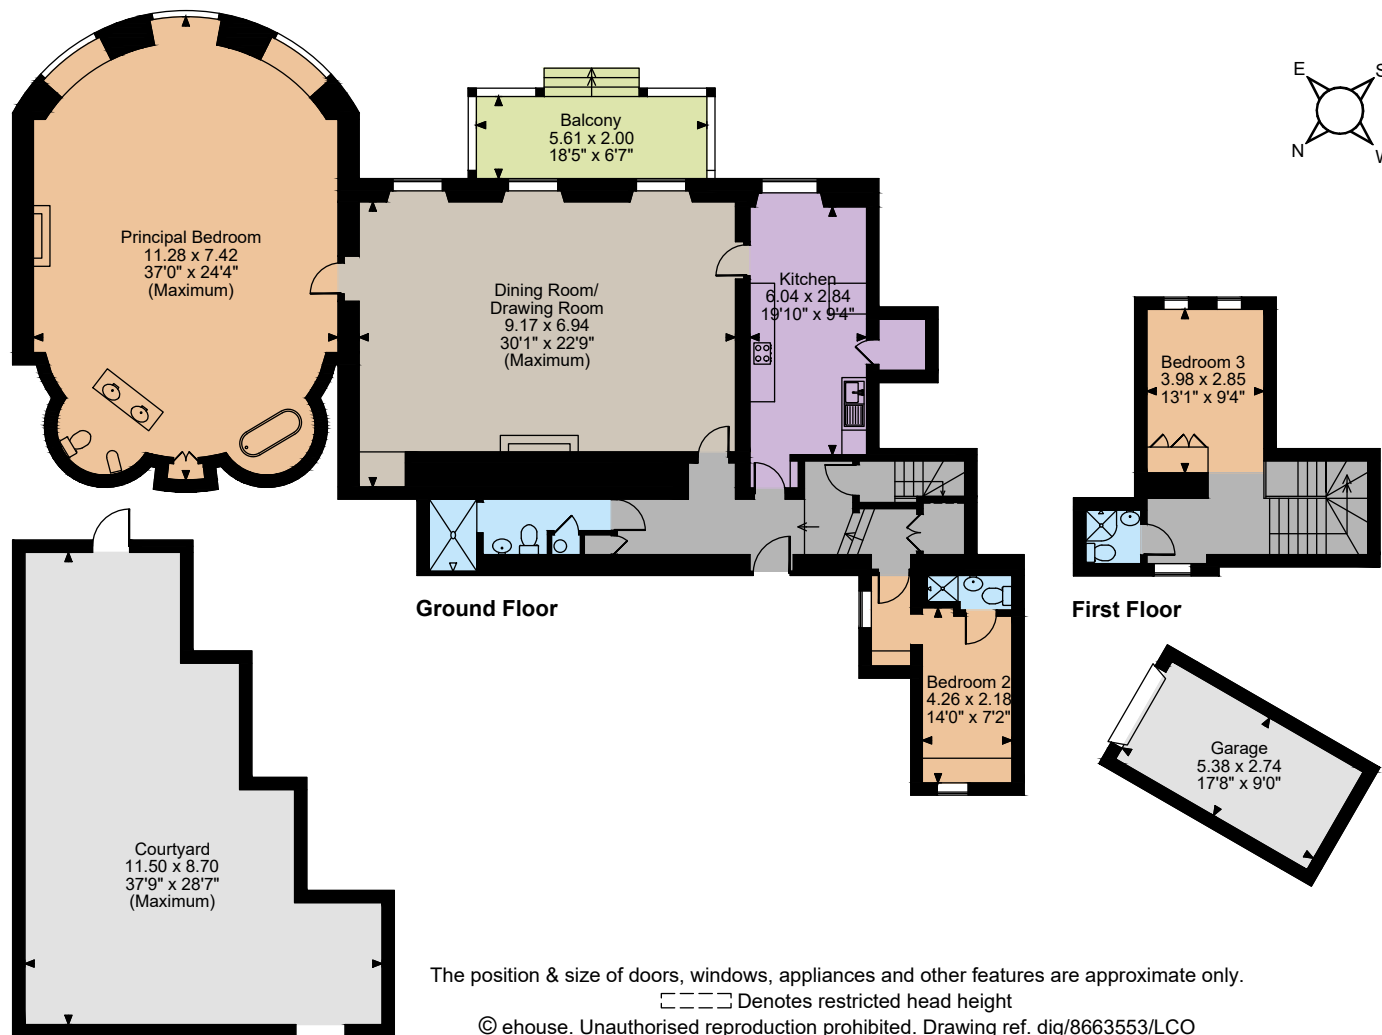 E
S
N
W
Balcony
5.61 x 2.00
18'5" x 6'7"
Principal Bedroom
11.28 x 7.42
37'0" x 24'4"
(Maximum)
Dining Room/
Drawing Room
9.17 x 6.94
30'1" x 22'9"
(Maximum)
Kitchen
6.04 x 2.84
19'10" x 9'4"
Bedroom 3
3.98 x 2.85
13'1" x 9'4"
Ground Floor
First Floor
Bedroom 2
4.26 x 2.18
14'0" x 7'2"
Garage
5.38 x 2.74
17'8" x 9'0"
Courtyard
11.50 x 8.70
37'9" x 28'7"
(Maximum)
The position & size of doors, windows, appliances and other features are approximate only.
Denotes restricted head height
© ehouse. Unauthorised reproduction prohibited. Drawing ref. dig/8663553/LCO